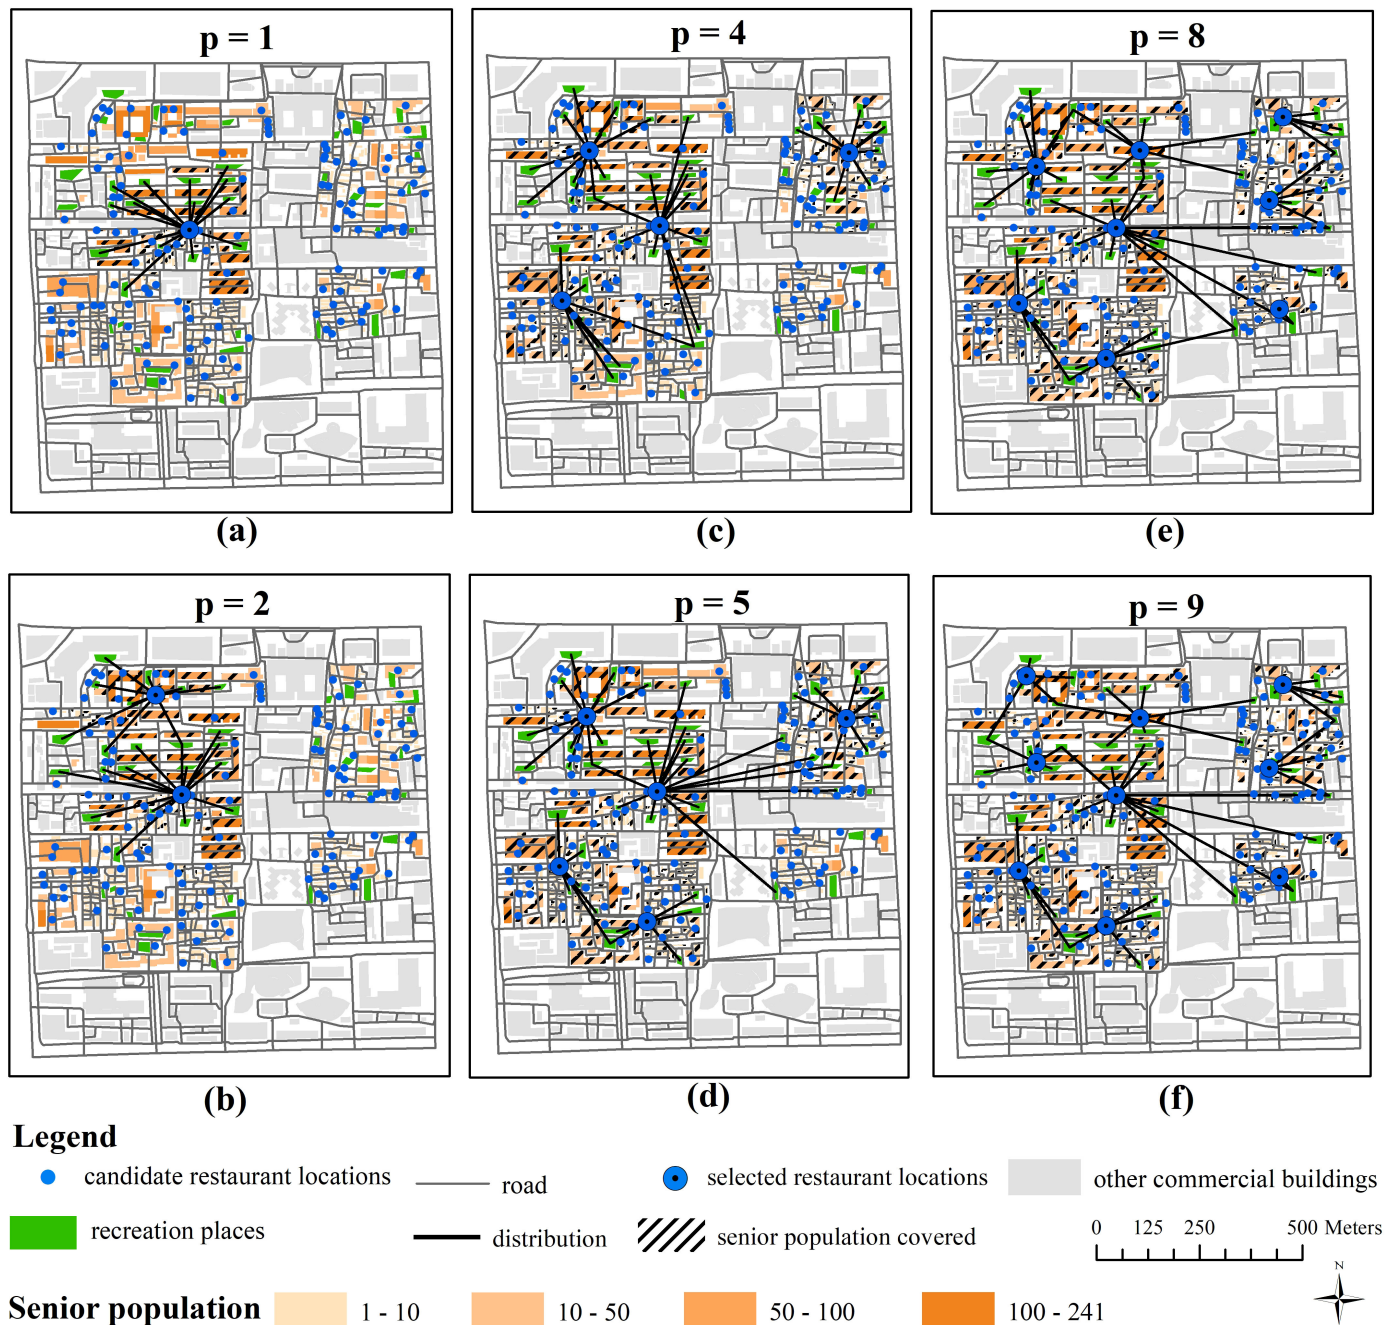 p = 1
p = 4
p = 8
(a)
(c)
(e)
p = 2
p = 5
p = 9
(b)
(d)
(f)
Legend
candidate restaurant locations
road
selected restaurant locations
other commercial buildings
recreation places
distribution
senior population covered
0 125 250 500 Meters
N
Senior population
1 - 10
10 - 50
50 - 100
100 - 241